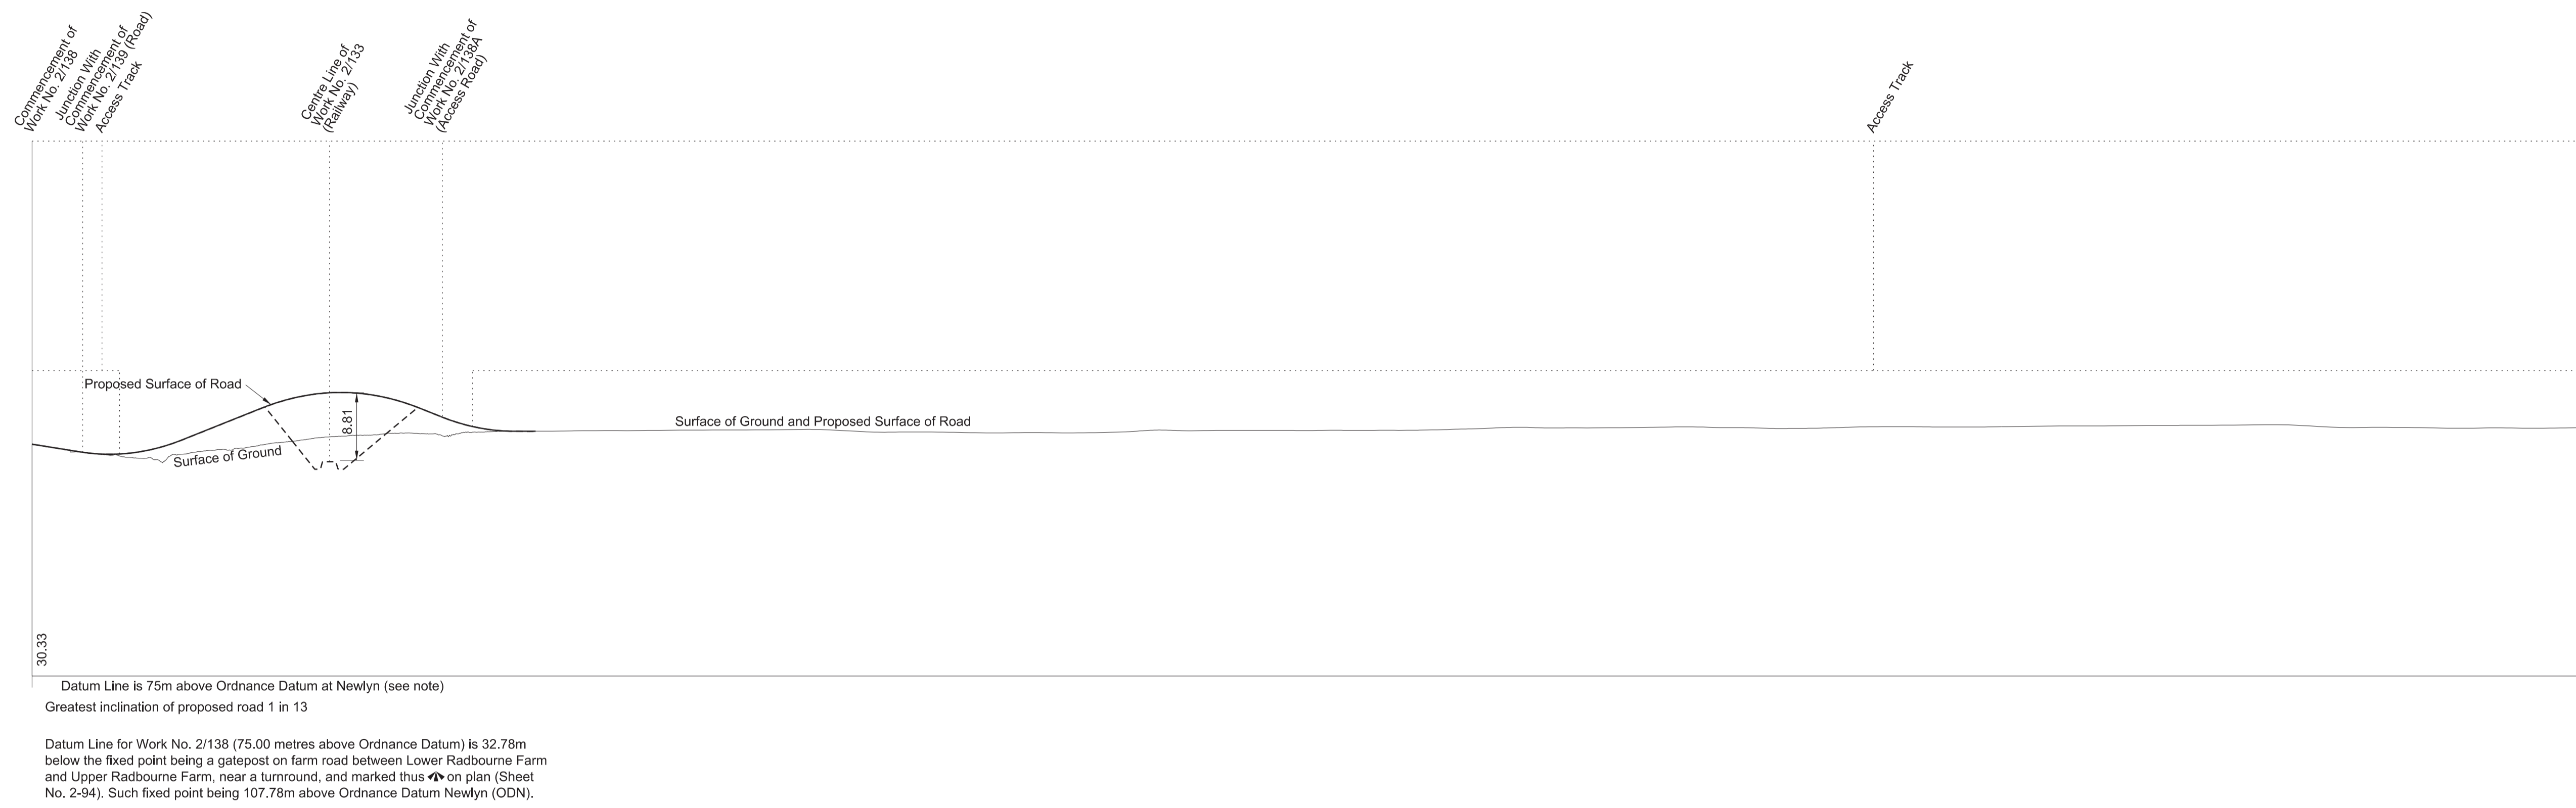 Commencement of
Work No. 2/138
Junction With
Commencement of
Work No. 2/139 (Road)
Access Track
Centre Line of
Work No. 2/133
(Railway)
Junction With
Commencement of
Work No. 2/138A
(Access Road)
Access Track
Proposed Surface of Road
8.81
Surface of Ground and Proposed Surface of Road
Surface of Ground
30.33
Datum Line is 75m above Ordnance Datum at Newlyn (see note)
Greatest inclination of proposed road 1 in 13
Datum Line for Work No. 2/138 (75.00 metres above Ordnance Datum) is 32.78m
below the fixed point being a gatepost on farm road between Lower Radbourne Farm
and Upper Radbourne Farm, near a turnround, and marked thus on plan (Sheet
No. 2-94). Such fixed point being 107.78m above Ordnance Datum Newlyn (ODN).